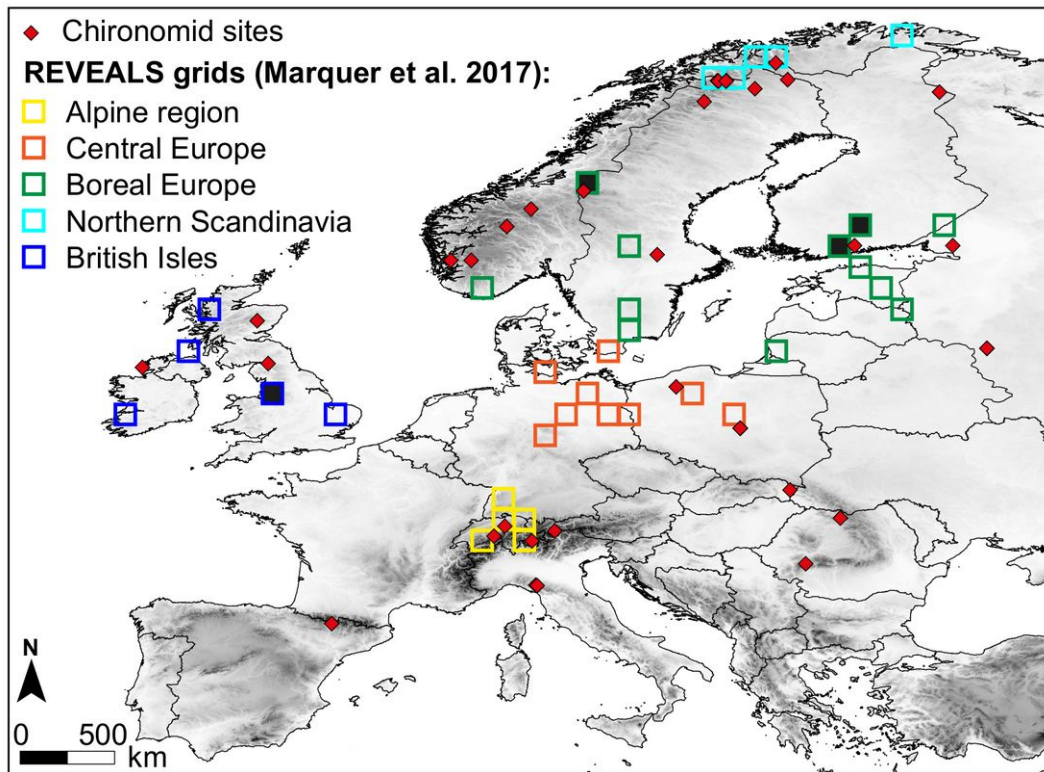 Chironomid sites
REVEALS grids (Marquer et al. 2017):
Alpine region
Central Europe
Boreal Europe
Northern Scandinavia
British Isles
N
0 500
km